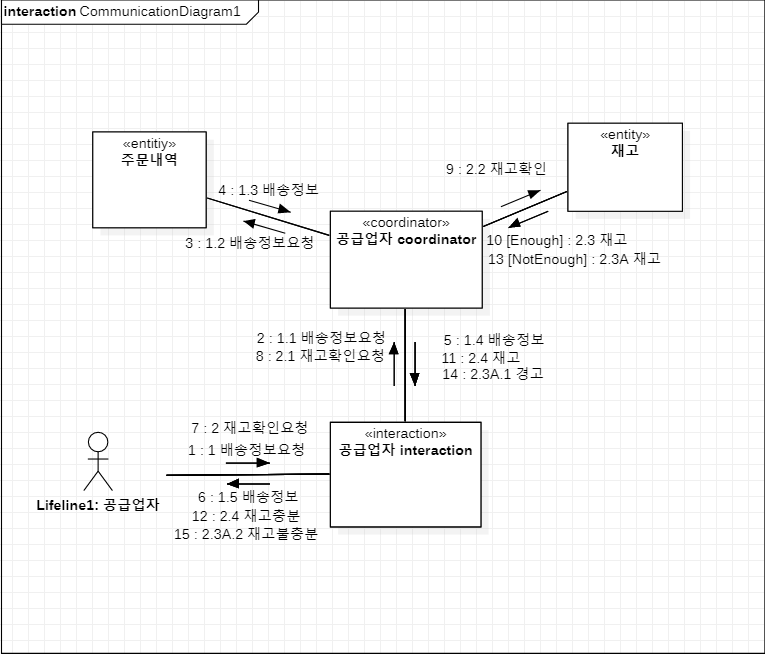 interaction CommunicationDiagram1
«entitiy»
주문내역
«entity»
재고
9 : 2.2 재고확인
4 : 1.3 배송정보
«coordinator»
공급업자 coordinator
3 : 1.2 배송정보요청
10 [Enough] : 2.3 재고
13 [NotEnough] : 2.3A 재고
2 : 1.1 배송정보요청
8 : 2.1 재고확인요청
5 : 1.4 배송정보
11 : 2.4 재고
14 : 2.3A.1 경고
7 : 2 재고확인요청
1 : 1 배송정보요청
«interaction»
공급업자 interaction
Lifeline1: 공급업자
6 : 1.5 배송정보
12 : 2.4 재고충분
15 : 2.3A.2 재고불충분